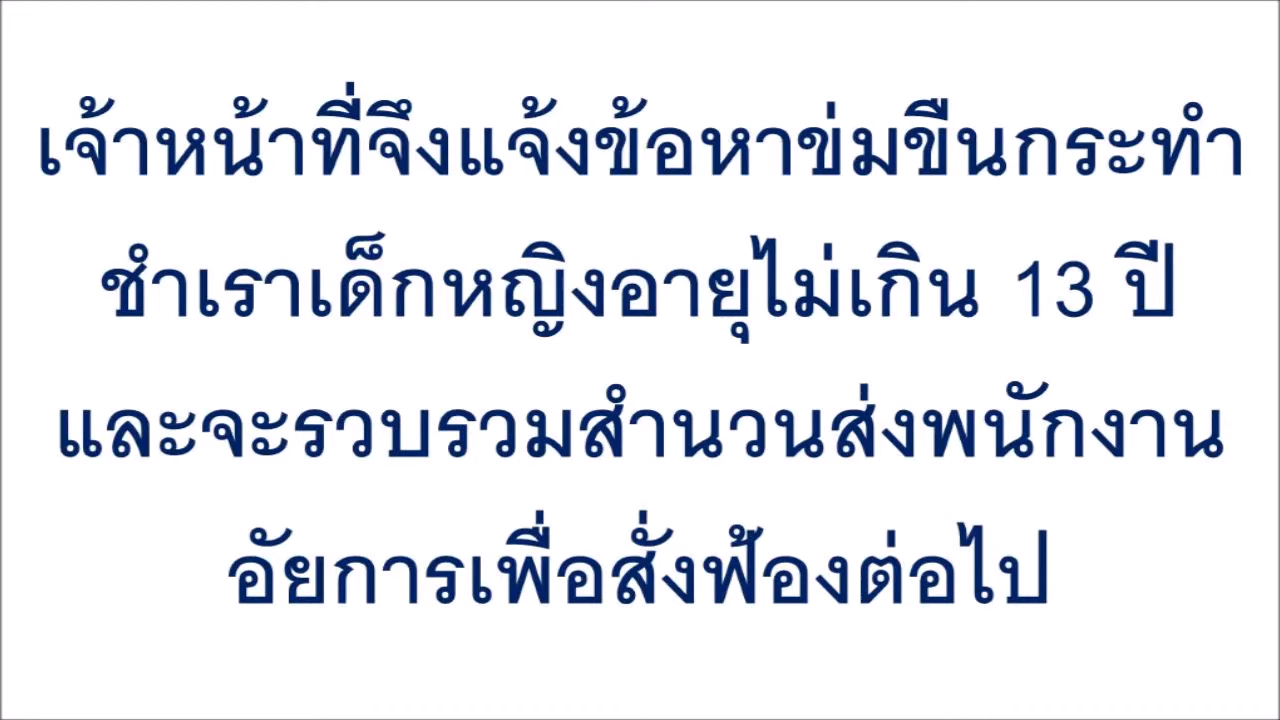 เจ้าหน้าที่จึงแจ้งข้อหาข่มขืนกระทำ
ชำเราเด็กหญิงอายุไม่เกิน 13 ปี
และจะรวบรวมสำนวนส่งพนักงาน
อัยการเพื่อสั่งฟ้องต่อไป